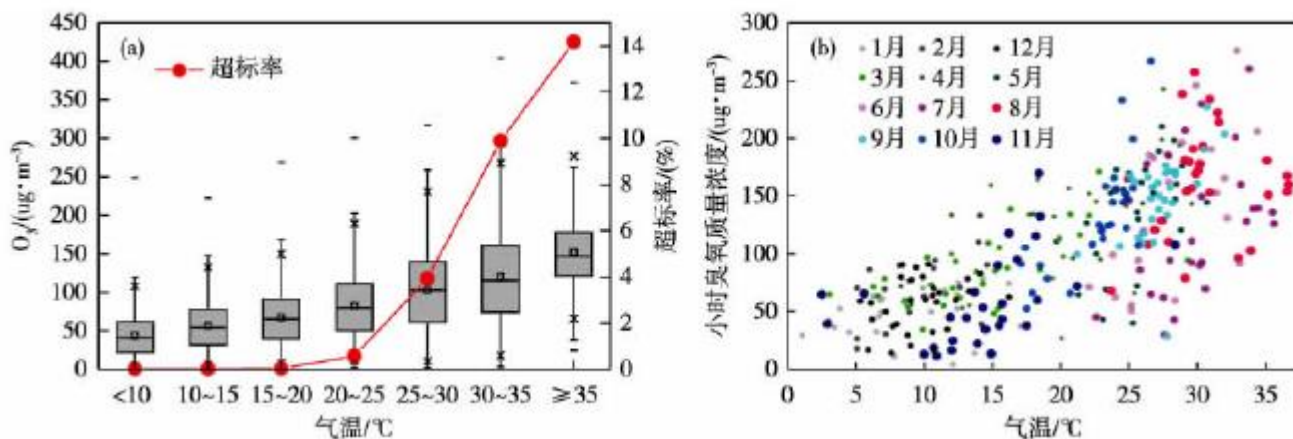 (a)
超标率
O₃/(ug·m⁻³)
450
400
350
300
250
200
150
100
50
0
14
12
10
8
6
4
2
0
超标率/(%)
<10 10~15 15~20 20~25 25~30 30~35 ≥35
气温/℃
(b)
1月 2月 12月
3月 4月 5月
6月 7月 8月
9月 10月 11月
小时臭氧质量浓度/(ug·m⁻³)
300
250
200
150
100
50
0
0 5 10 15 20 25 30 35
气温/℃